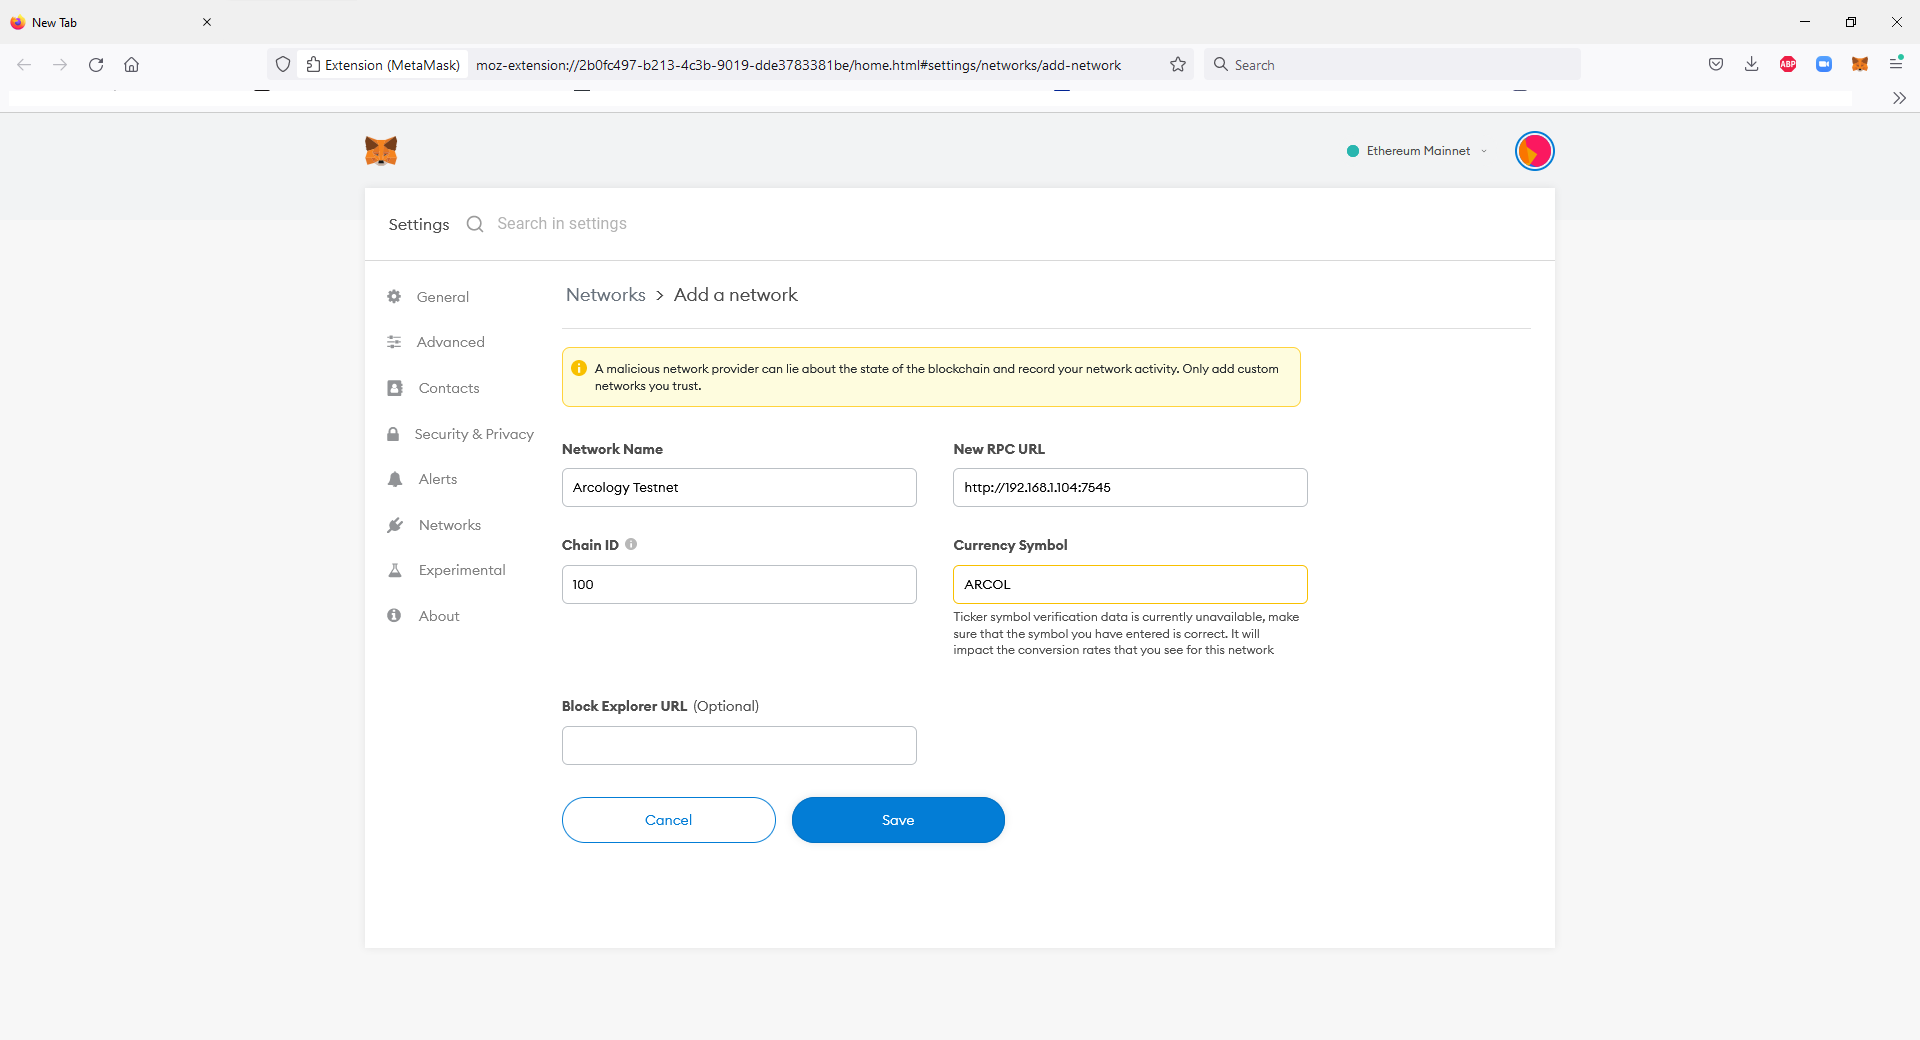 New Tab
Extension (MetaMask)
moz-extension://2b0fc497-b213-4c3b-9019-dde3783381be/home.html#settings/networks/add-network
Search
ABP
Ethereum Mainnet
Settings
Search in settings
General
Advanced
Contacts
Security & Privacy
Alerts
Networks
Experimental
About
Networks > Add a network
A malicious network provider can lie about the state of the blockchain and record your network activity. Only add custom
networks you trust.
Network Name
Arcology Testnet
New RPC URL
http://192.168.1.104:7545
Chain ID
100
Currency Symbol
ARCOL
Ticker symbol verification data is currently unavailable, make
sure that the symbol you have entered is correct. It will
impact the conversion rates that you see for this network
Block Explorer URL (Optional)
Cancel
Save